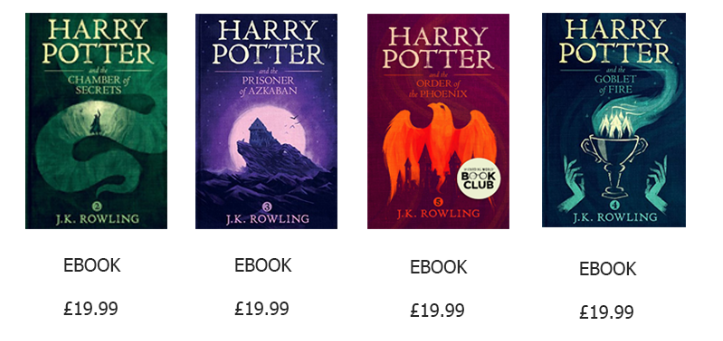 HARRY
POTTER
and the
CHAMBER of
SECRETS
2
J.K. ROWLING
EBOOK
£19.99
HARRY
POTTER
and the
PRISONER
of AZKABAN
3
J.K. ROWLING
EBOOK
£19.99
HARRY
POTTER
and the
ORDER of
the PHOENIX
BOOK
CLUB
5
J.K. ROWLING
EBOOK
£19.99
HARRY
POTTER
and the
GOBLET
of FIRE
4
J.K. ROWLING
EBOOK
£19.99